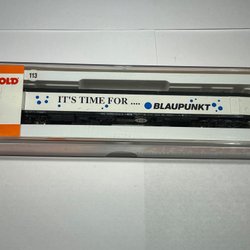 OLD
113
IT'S TIME FOR .... BLAUPUNKT